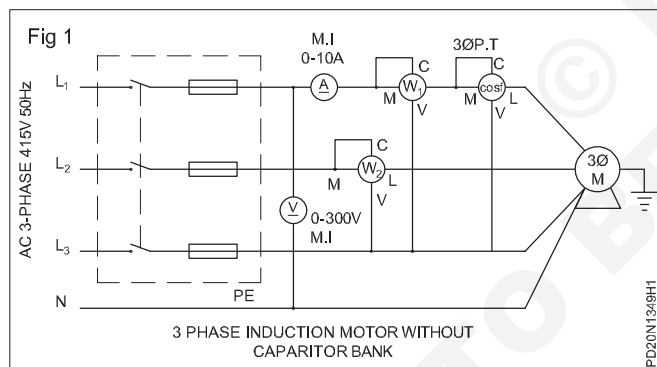 Fig 1
M.I
0-10A
3ØP.T
C
C
L₁
A
M
W₁
cosf
L
V
V
AC 3-PHASE 415V 50Hz
C
L₂
M
W₂
L
V
3Ø
M
V
0-300V
M.I
L₃
PE
N
3 PHASE INDUCTION MOTOR WITHOUT
CAPARITOR BANK
PD20N1349H1